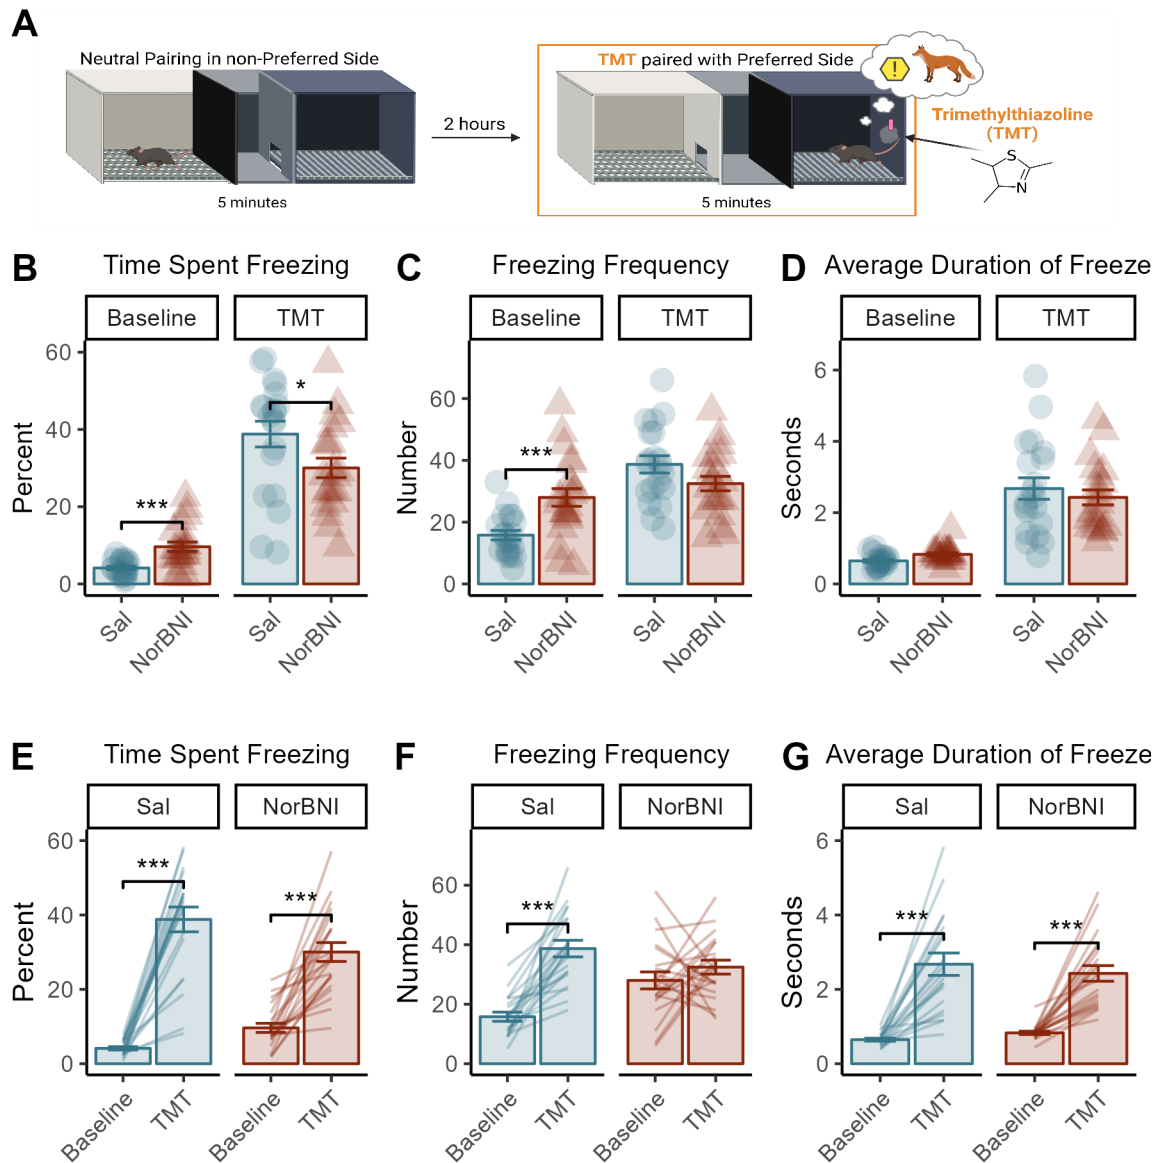 A
Neutral Pairing in non-Preferred Side
5 minutes
2 hours
TMT paired with Preferred Side
!
5 minutes
Trimethylthiazoline
(TMT)
S
N
B Time Spent Freezing
Baseline TMT
Percent
60
40
20
0
***
*
Sal NorBNI Sal NorBNI
C Freezing Frequency
Baseline TMT
Number
60
40
20
0
***
Sal NorBNI Sal NorBNI
D Average Duration of Freeze
Baseline TMT
Seconds
6
4
2
0
Sal NorBNI Sal NorBNI
E Time Spent Freezing
Sal NorBNI
Percent
60
40
20
0
***
***
Baseline TMT Baseline TMT
F Freezing Frequency
Sal NorBNI
Number
60
40
20
0
***
Baseline TMT Baseline TMT
G Average Duration of Freeze
Sal NorBNI
Seconds
6
4
2
0
***
***
Baseline TMT Baseline TMT